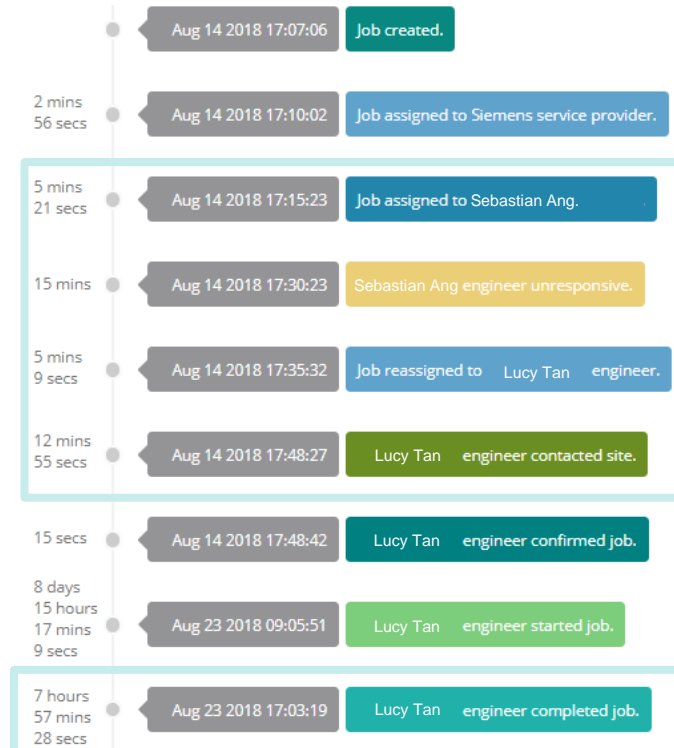 Aug 14 2018 17:07:06 Job created.
2 mins
56 secs
Aug 14 2018 17:10:02 Job assigned to Siemens service provider.
5 mins
21 secs
Aug 14 2018 17:15:23 Job assigned to Sebastian Ang.
15 mins Aug 14 2018 17:30:23 Sebastian Ang engineer unresponsive.
5 mins
9 secs
Aug 14 2018 17:35:32 Job reassigned to Lucy Tan engineer.
12 mins
55 secs
Aug 14 2018 17:48:27 Lucy Tan engineer contacted site.
15 secs Aug 14 2018 17:48:42 Lucy Tan engineer confirmed job.
8 days
15 hours
17 mins
9 secs
Aug 23 2018 09:05:51 Lucy Tan engineer started job.
7 hours
57 mins
28 secs
Aug 23 2018 17:03:19 Lucy Tan engineer completed job.